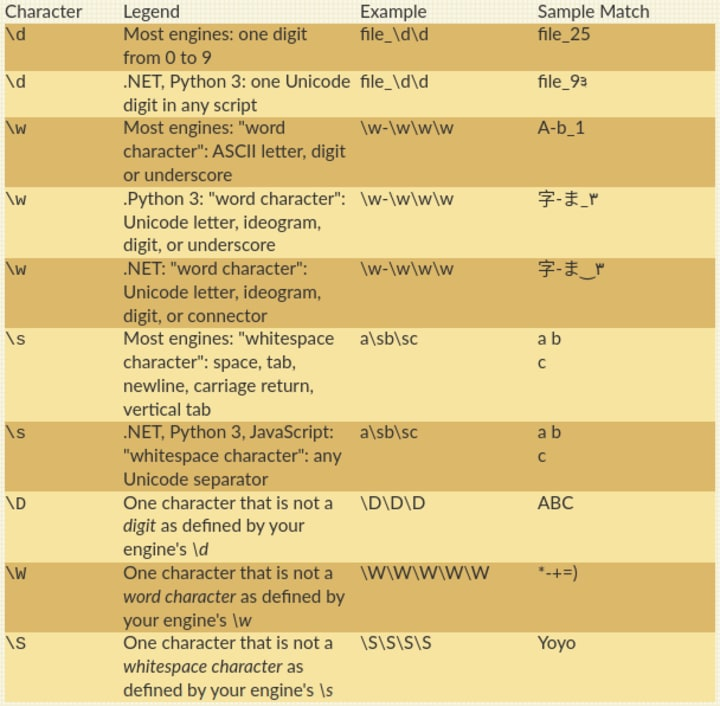 Character Legend Example Sample Match
\d Most engines: one digit file_\d\d file_25
from 0 to 9
\d .NET, Python 3: one Unicode file_\d\d file_9३
digit in any script
\w Most engines: "word \w-\w\w\w A-b_1
character": ASCII letter, digit
or underscore
\w .Python 3: "word character": \w-\w\w\w 字-ま_۳
Unicode letter, ideogram,
digit, or underscore
\w .NET: "word character": \w-\w\w\w 字-ま‿۳
Unicode letter, ideogram,
digit, or connector
\s Most engines: "whitespace a\sb\sc a b
character": space, tab, c
newline, carriage return,
vertical tab
\s .NET, Python 3, JavaScript: a\sb\sc a b
"whitespace character": any c
Unicode separator
\D One character that is not a \D\D\D ABC
digit as defined by your
engine's \d
\W One character that is not a \W\W\W\W\W *-+=)
word character as defined by
your engine's \w
\S One character that is not a \S\S\S\S Yoyo
whitespace character as
defined by your engine's \s